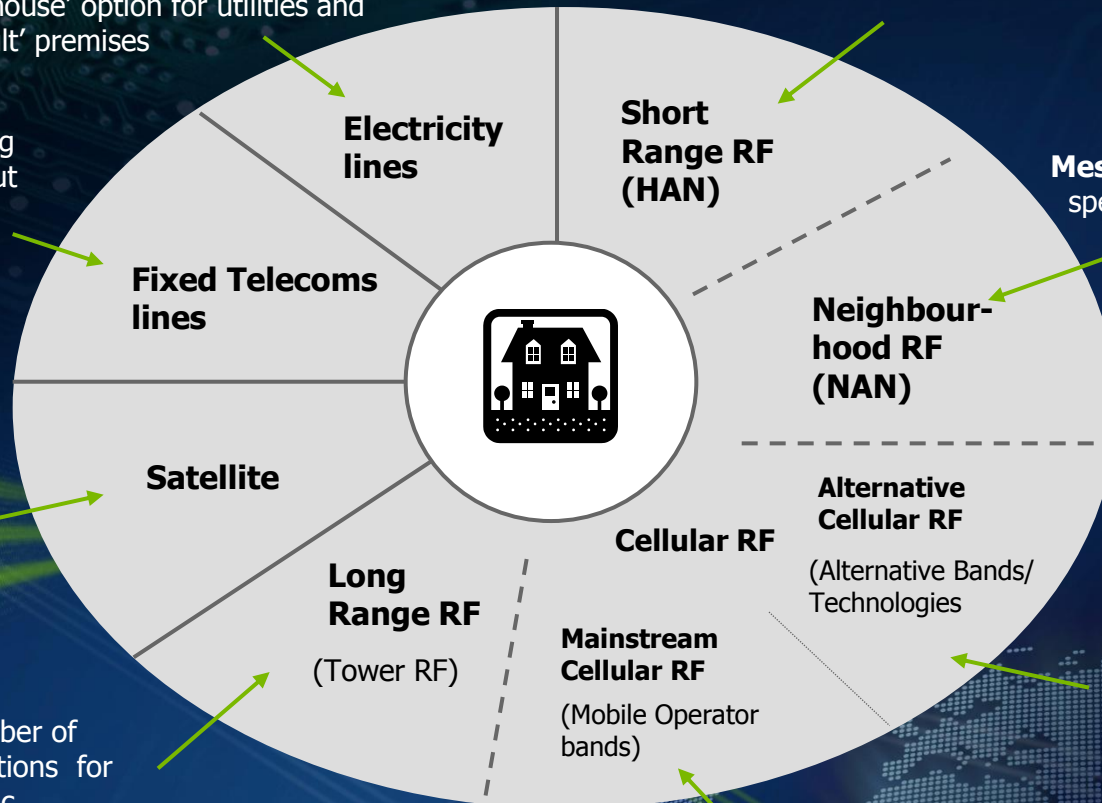 house' option for utilities and
lt' premises
Electricity
lines
Short
Range RF
(HAN)
Fixed Telecoms
lines
Mes
spe
Neighbour-
hood RF
(NAN)
Satellite
Alternative
Cellular RF
(Alternative Bands/
Technologies
Cellular RF
Long
Range RF
(Tower RF)
Mainstream
Cellular RF
(Mobile Operator
bands)
ber of
tions for